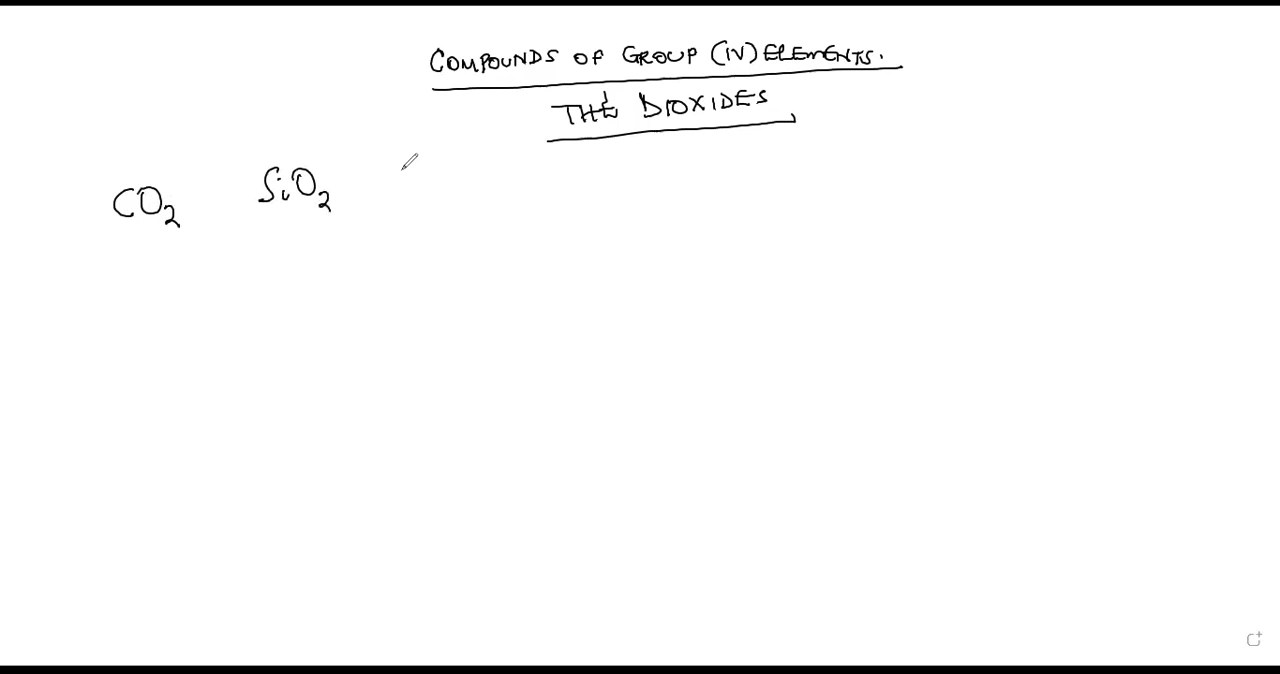 COMPOUNDS OF GROUP (IV) ELEMENTS.
THE DIOXIDES
CO₂ SiO₂